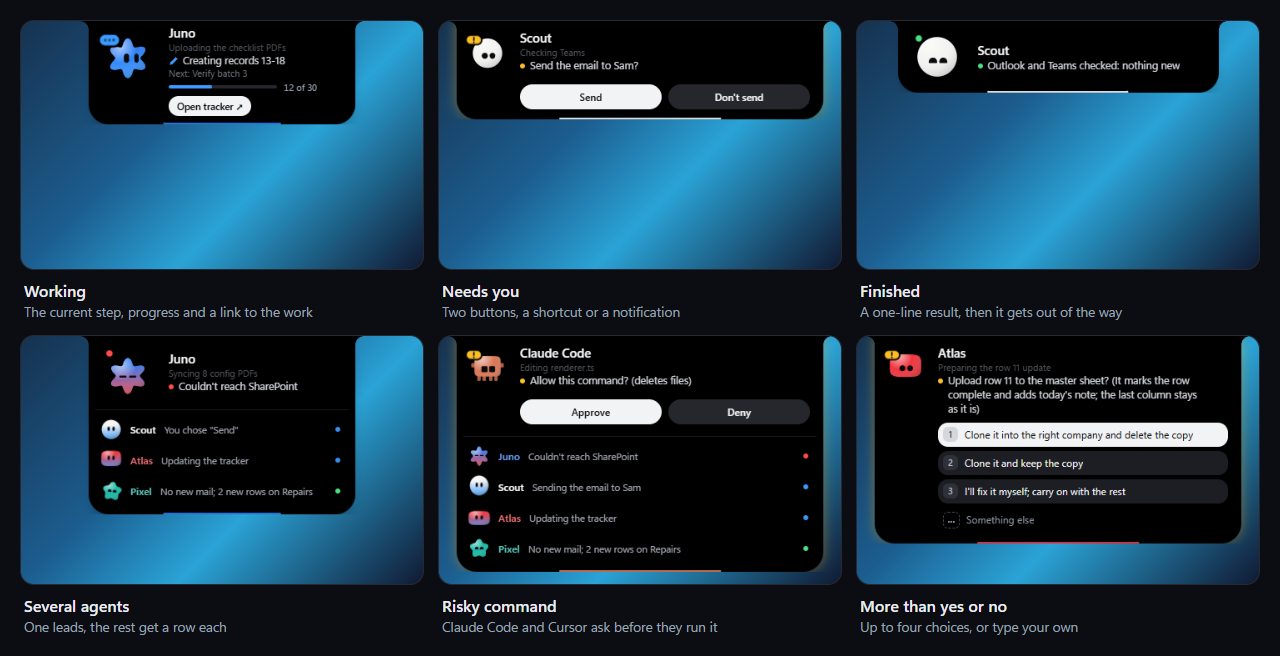 Juno
Uploading the checklist PDFs
Creating records 13-18
Next: Verify batch 3
12 of 30
Open tracker ↗
Working
The current step, progress and a link to the work
Scout
Checking Teams
Send the email to Sam?
Send
Don't send
Needs you
Two buttons, a shortcut or a notification
Scout
Outlook and Teams checked: nothing new
Finished
A one-line result, then it gets out of the way
Juno
Syncing 8 config PDFs
Couldn't reach SharePoint
Scout You chose "Send"
Atlas Updating the tracker
Pixel No new mail; 2 new rows on Repairs
Several agents
One leads, the rest get a row each
Claude Code
Editing renderer.ts
Allow this command? (deletes files)
Approve
Deny
Juno Couldn't reach SharePoint
Scout Sending the email to Sam
Atlas Updating the tracker
Pixel No new mail; 2 new rows on Repairs
Risky command
Claude Code and Cursor ask before they run it
Atlas
Preparing the row 11 update
Upload row 11 to the master sheet? (It marks the row
complete and adds today's note; the last column stays
as it is)
1 Clone it into the right company and delete the copy
2 Clone it and keep the copy
3 I'll fix it myself; carry on with the rest
... Something else
More than yes or no
Up to four choices, or type your own